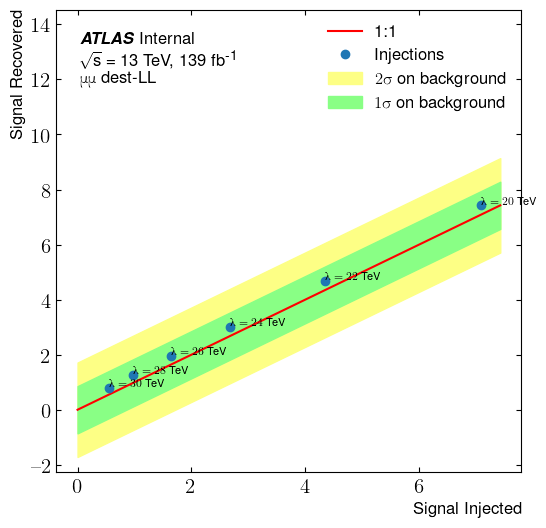 14
12
10
8
6
4
2
0
−2
0
2
4
6
Signal Recovered
Signal Injected
ATLAS Internal
√s = 13 TeV, 139 fb-1
μμ dest-LL
1:1
Injections
2σ on background
1σ on background
λ = 20 TeV
λ = 22 TeV
λ = 24 TeV
λ = 26 TeV
λ = 28 TeV
λ = 30 TeV